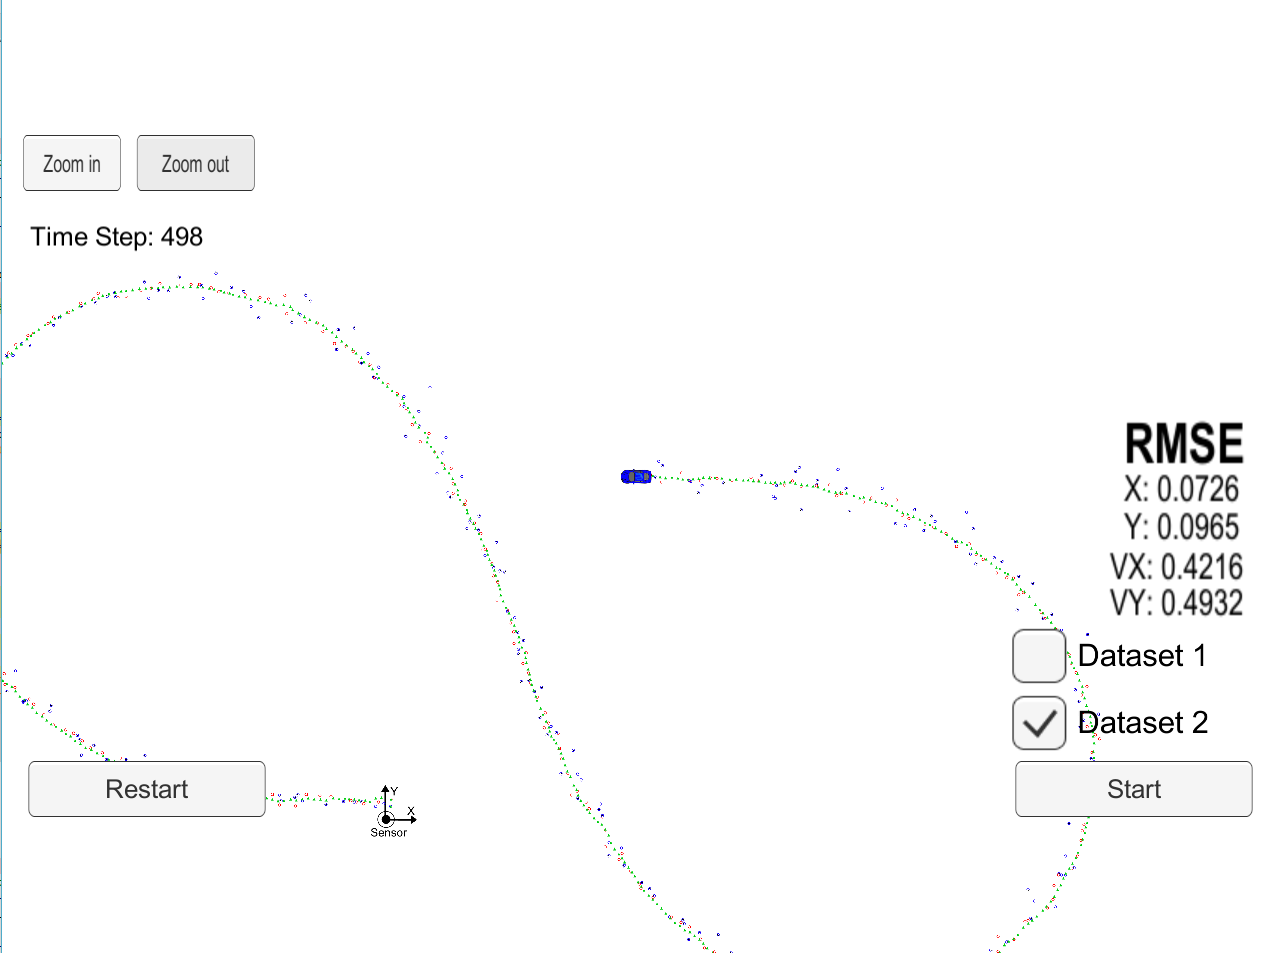 Zoom in
Zoom out
Time Step: 498
RMSE
X: 0.0726
Y: 0.0965
VX: 0.4216
VY: 0.4932
Dataset 1
Dataset 2
Restart
Start
Y
X
Sensor